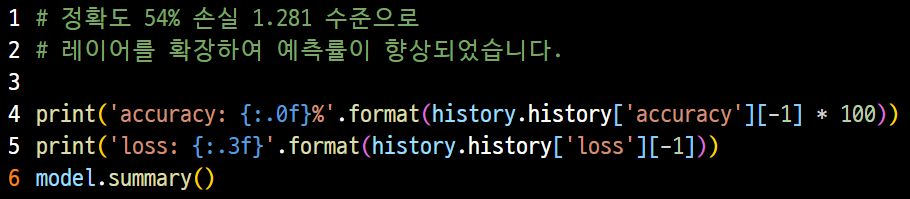 1 # 정확도 54% 손실 1.281 수준으로
2 # 레이어를 확장하여 예측률이 향상되었습니다.
3
4 print('accuracy: {:.0f}%'.format(history.history['accuracy'][-1] * 100))
5 print('loss: {:.3f}'.format(history.history['loss'][-1]))
6 model.summary()